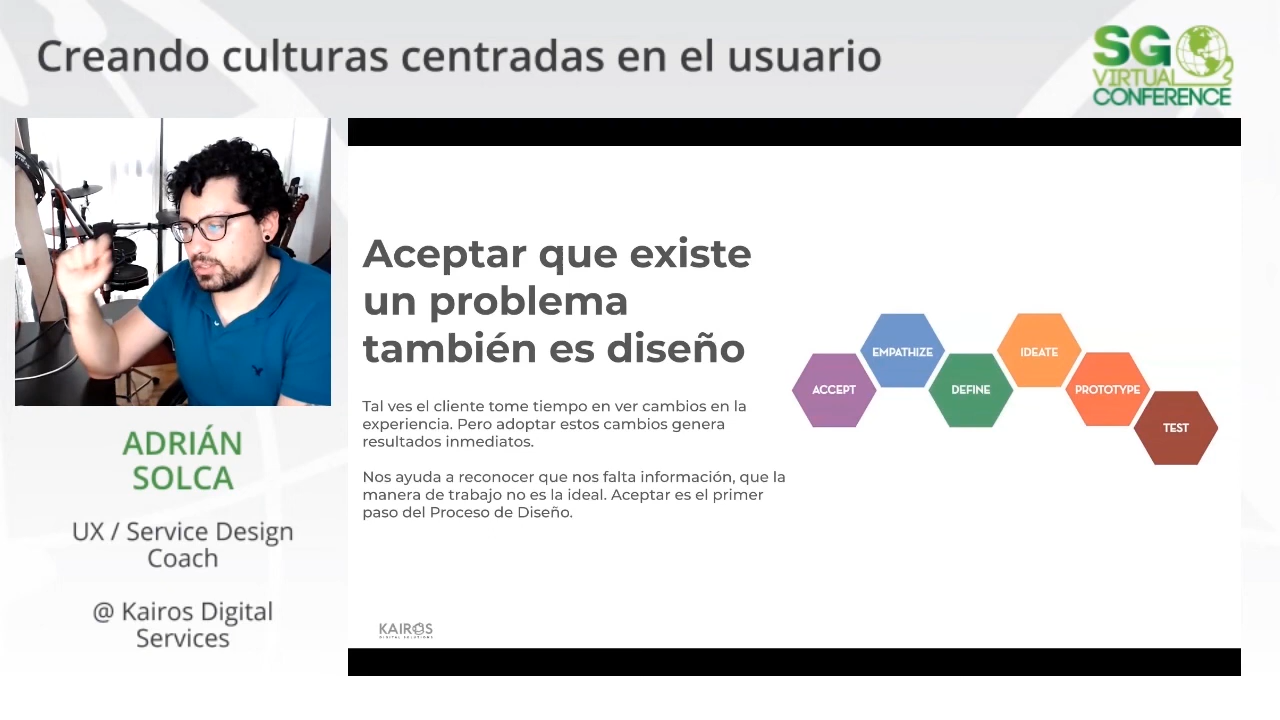 Creando culturas centradas en el usuario
SG
VIRTUAL
CONFERENCE
ADRIÁN
SOLCA
UX / Service Design
Coach
@ Kairos Digital
Services
Aceptar que existe
un problema
también es diseño
Tal ves el cliente tome tiempo en ver cambios en la
experiencia. Pero adoptar estos cambios genera
resultados inmediatos.
Nos ayuda a reconocer que nos falta información, que la
manera de trabajo no es la ideal. Aceptar es el primer
paso del Proceso de Diseño.
ACCEPT
EMPATHIZE
DEFINE
IDEATE
PROTOTYPE
TEST
KAIROS
DIGITAL SOLUTIONS